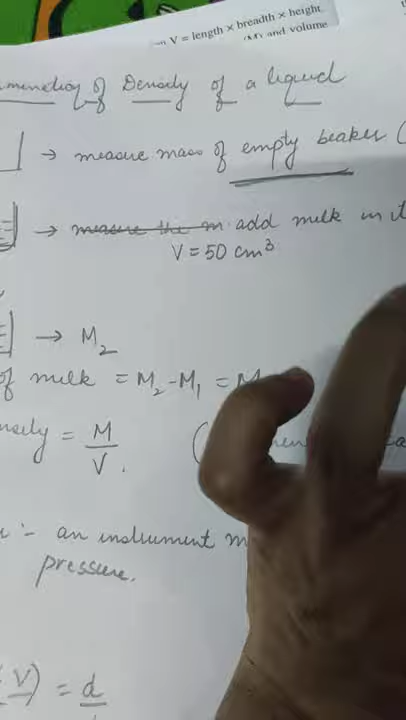 V = length × breadth × height
and volume
of Density of a liquid
→ measure mass of empty beaker (
→ measure the m add milk in it
V = 50 cm³
→ M₂
of milk = M₂ - M₁ = M
= M
V.
(
:- an instrument m
pressure.
V) = d